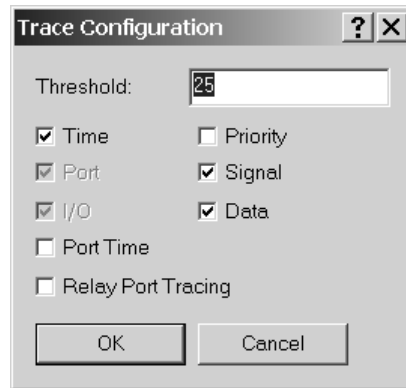 Trace Configuration
Threshold: 25
Time Priority
Port Signal
I/O Data
Port Time
Relay Port Tracing
OK Cancel